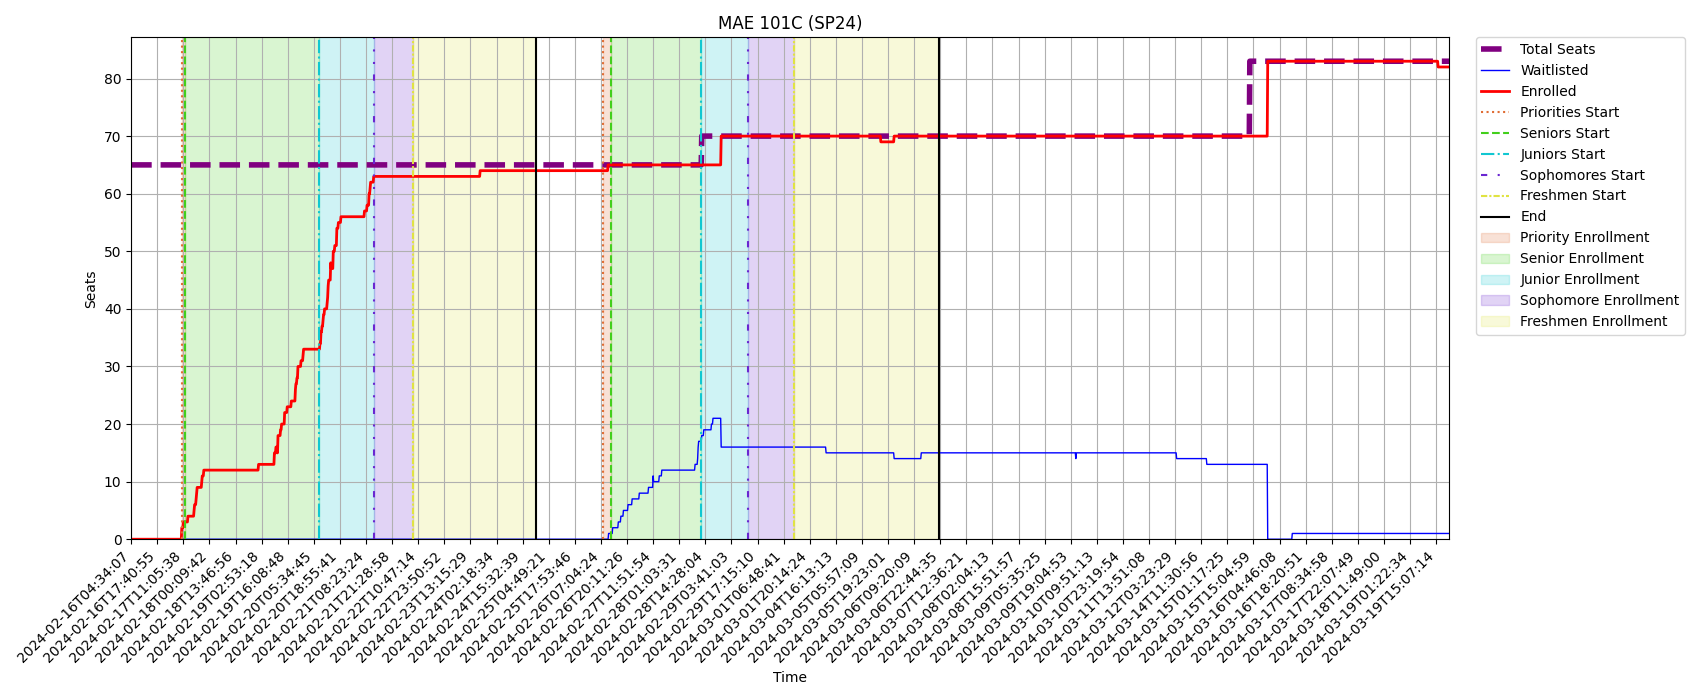 MAE 101C (SP24)
Seats
80
70
60
50
40
30
20
10
0
2024-02-16T04:34:07
2024-02-16T17:40:55
2024-02-17T11:05:38
2024-02-18T00:09:42
2024-02-18T13:46:56
2024-02-19T02:53:18
2024-02-19T16:08:48
2024-02-20T05:34:45
2024-02-20T18:55:41
2024-02-21T08:23:24
2024-02-21T21:28:58
2024-02-22T10:47:14
2024-02-22T23:50:52
2024-02-23T13:15:29
2024-02-24T02:18:34
2024-02-24T15:32:39
2024-02-25T04:49:21
2024-02-25T17:53:46
2024-02-26T07:04:24
2024-02-26T20:11:26
2024-02-27T11:51:54
2024-02-28T01:03:31
2024-02-28T14:28:04
2024-02-29T03:41:03
2024-02-29T17:15:10
2024-03-01T06:48:41
2024-03-01T20:14:24
2024-03-04T16:13:13
2024-03-05T05:57:09
2024-03-05T19:23:01
2024-03-06T09:20:09
2024-03-06T22:44:35
2024-03-07T12:36:21
2024-03-08T02:04:13
2024-03-08T15:51:57
2024-03-09T05:35:25
2024-03-09T19:04:53
2024-03-10T09:51:13
2024-03-10T23:19:54
2024-03-11T13:51:08
2024-03-12T03:23:29
2024-03-14T11:30:56
2024-03-15T01:17:25
2024-03-15T15:04:59
2024-03-16T04:46:08
2024-03-16T18:20:51
2024-03-17T08:34:58
2024-03-17T22:07:49
2024-03-18T11:49:00
2024-03-19T01:22:34
2024-03-19T15:07:14
Time
Total Seats
Waitlisted
Enrolled
Priorities Start
Seniors Start
Juniors Start
Sophomores Start
Freshmen Start
End
Priority Enrollment
Senior Enrollment
Junior Enrollment
Sophomore Enrollment
Freshmen Enrollment